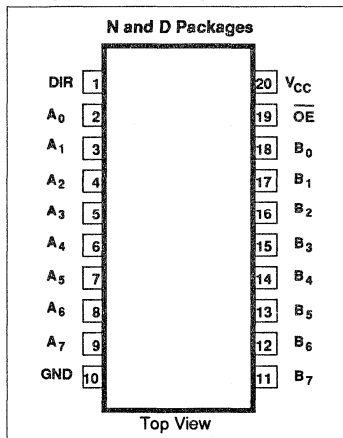 N and D Packages
DIR 1 20 VCC
A0 2 19 OE
A1 3 18 B0
A2 4 17 B1
A3 5 16 B2
A4 6 15 B3
A5 7 14 B4
A6 8 13 B5
A7 9 12 B6
GND 10 11 B7
Top View